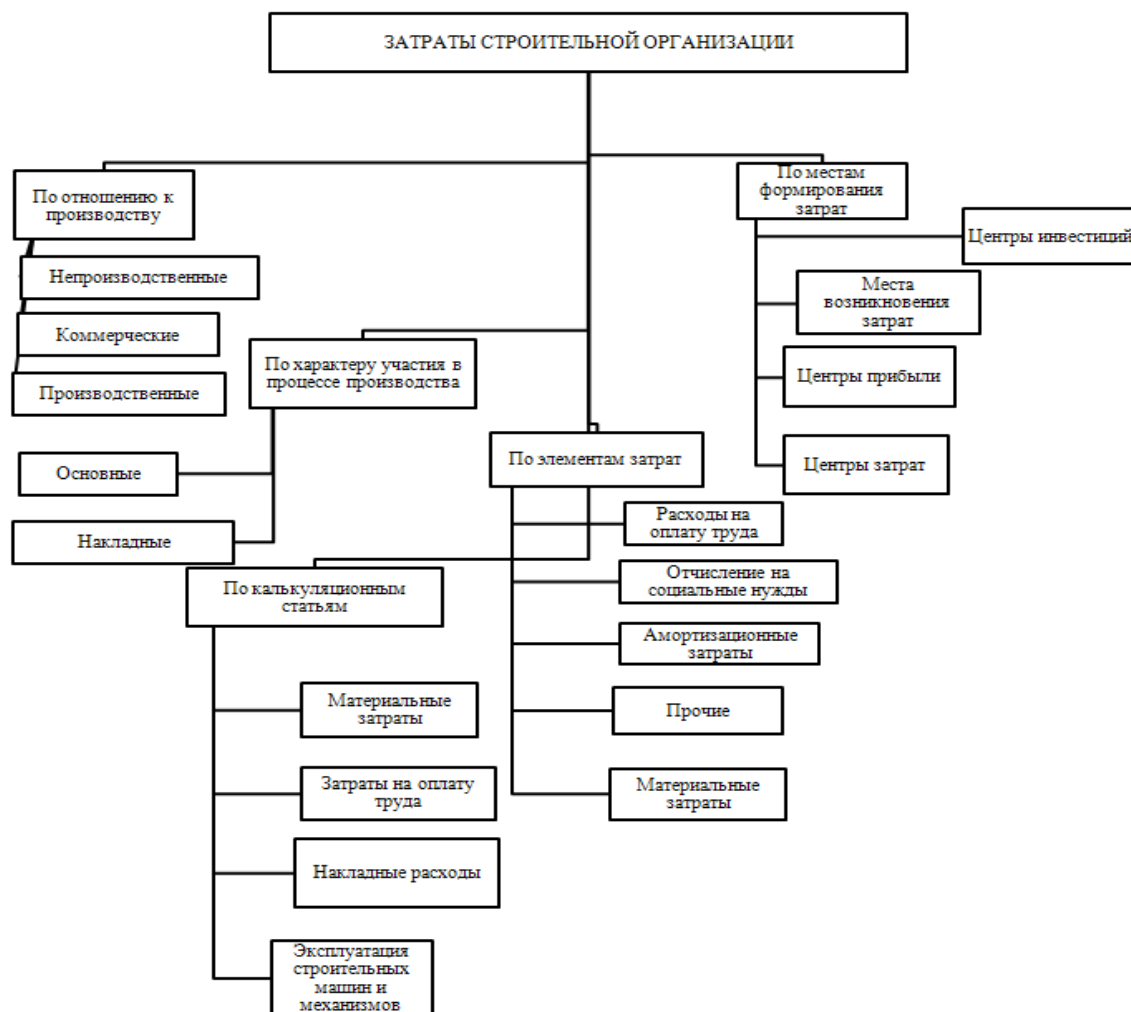 ЗАТРАТЫ СТРОИТЕЛЬНОЙ ОРГАНИЗАЦИИ
По отношению к
производству
Непроизводственные
Коммерческие
Производственные
По характеру участия в
процессе производства
Основные
Накладные
По местам
формирования
затрат
Центры инвестиций
Места
возникновения
затрат
Центры прибыли
Центры затрат
По элементам затрат
Расходы на
оплату труда
Отчисление на
социальные нужды
Амортизационные
затраты
Прочие
Материальные
затраты
По калькуляционным
статьям
Материальные
затраты
Затраты на оплату
труда
Накладные расходы
Эксплуатация
строительных
машин и
механизмов